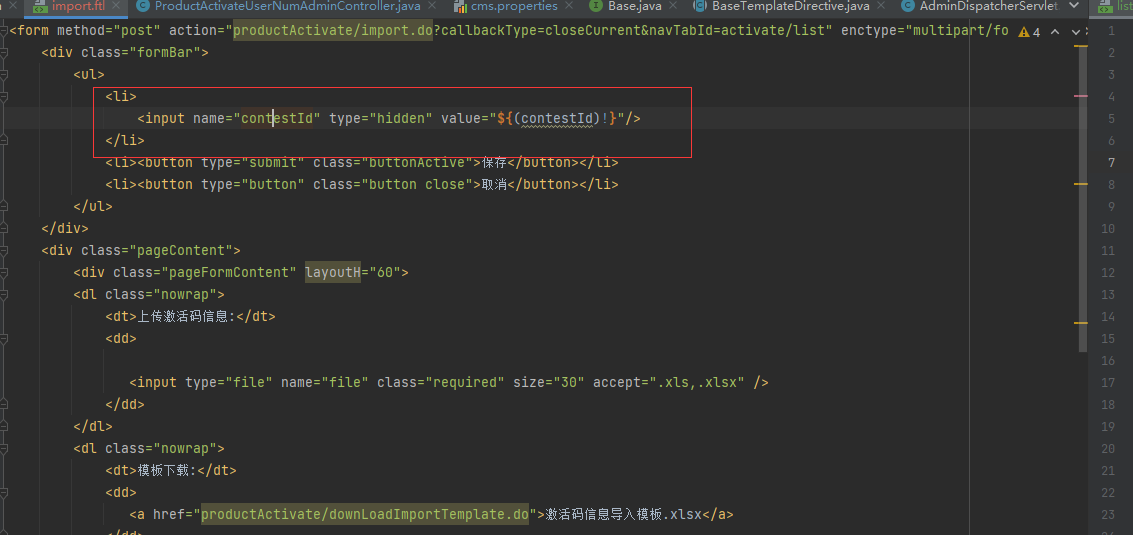 import.ftl × ProductActivateUserNumAdminController.java × cms.properties × Base.java × BaseTemplateDirective.java × AdminDispatcherServlet list
<form method="post" action="productActivate/import.do?callbackType=closeCurrent&navTabId=activate/list" enctype="multipart/fo 4 1
<div class="formBar"> 2
<ul> 3
<li> 4
<input name="contestId" type="hidden" value="${(contestId)!}"/> 5
</li> 6
<li><button type="submit" class="buttonActive">保存</button></li> 7
<li><button type="button" class="button close">取消</button></li> 8
</ul> 9
</div> 10
<div class="pageContent"> 11
<div class="pageFormContent" layoutH="60"> 12
<dl class="nowrap"> 13
<dt>上传激活码信息:</dt> 14
<dd> 15
16
<input type="file" name="file" class="required" size="30" accept=".xls,.xlsx" /> 17
</dd> 18
</dl> 19
<dl class="nowrap"> 20
<dt>模板下载:</dt> 21
<dd> 22
<a href="productActivate/downLoadImportTemplate.do">激活码信息导入模板.xlsx</a> 23